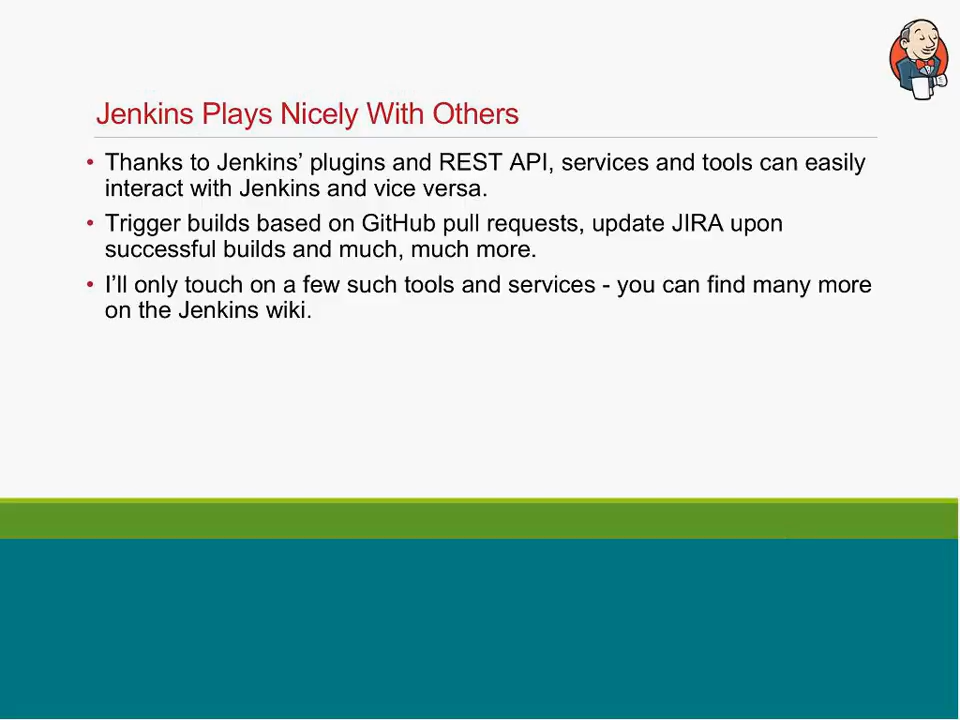 Jenkins Plays Nicely With Others
• Thanks to Jenkins’ plugins and REST API, services and tools can easily
interact with Jenkins and vice versa.
• Trigger builds based on GitHub pull requests, update JIRA upon
successful builds and much, much more.
• I’ll only touch on a few such tools and services - you can find many more
on the Jenkins wiki.